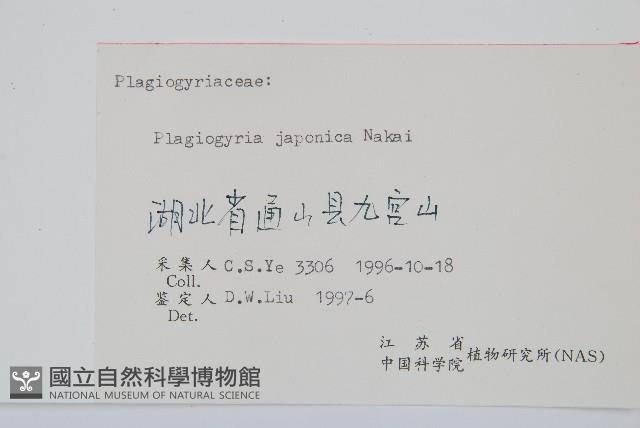 Plagiogyriaceae:
Plagiogyria japonica Nakai
湖北省通山县九宫山
采集人 C.S.Ye 3306 1996-10-18
Coll.
鉴定人 D.W.Liu 1997-6
Det.
江苏省
中国科学院 植物研究所(NAS)
國立自然科學博物館
NATIONAL MUSEUM OF NATURAL SCIENCE